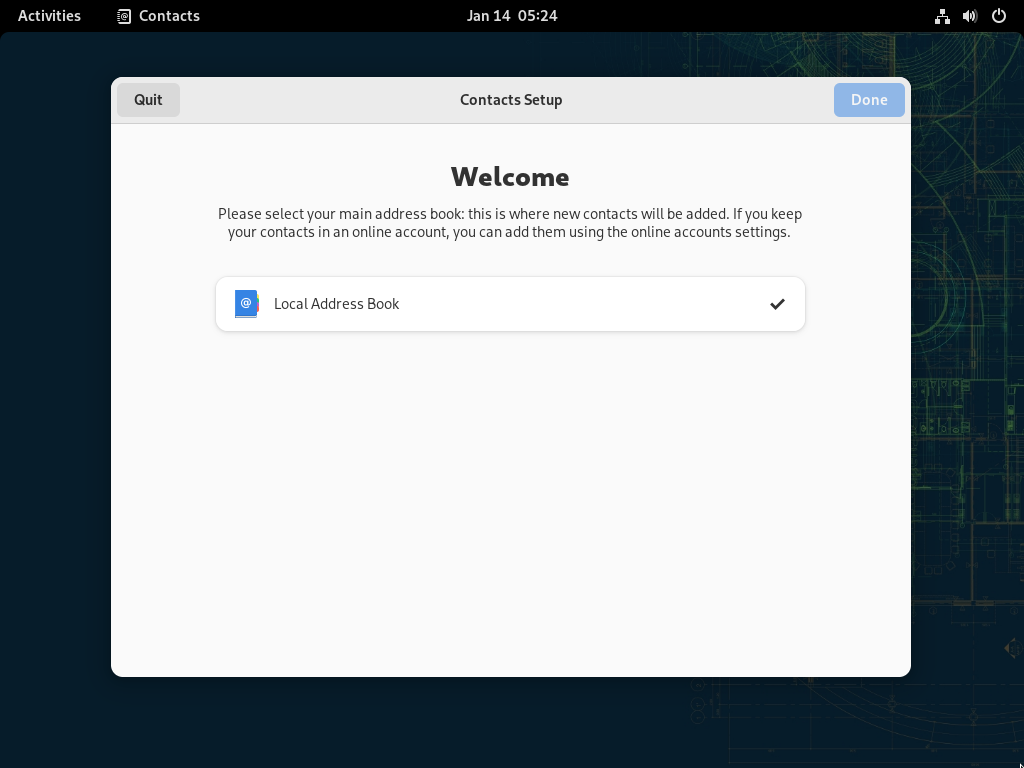 Activities Contacts Jan 14 05:24
Quit Contacts Setup Done
Welcome
Please select your main address book: this is where new contacts will be added. If you keep
your contacts in an online account, you can add them using the online accounts settings.
@ Local Address Book